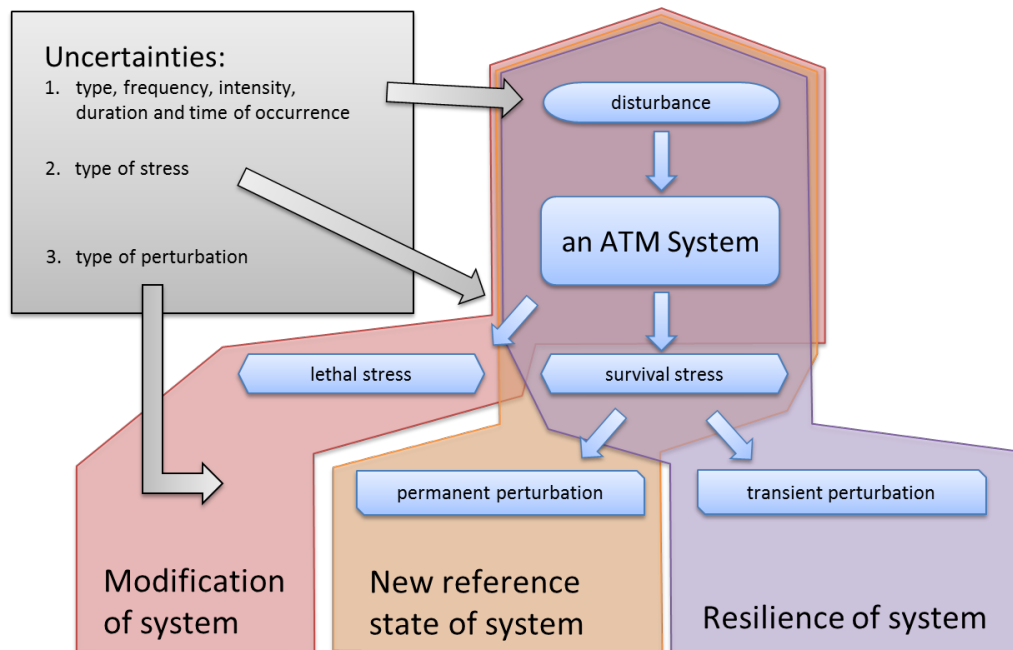 Uncertainties:
1. type, frequency, intensity,
duration and time of occurrence
2. type of stress
3. type of perturbation
disturbance
an ATM System
lethal stress
survival stress
permanent perturbation
transient perturbation
Modification
of system
New reference
state of system
Resilience of system